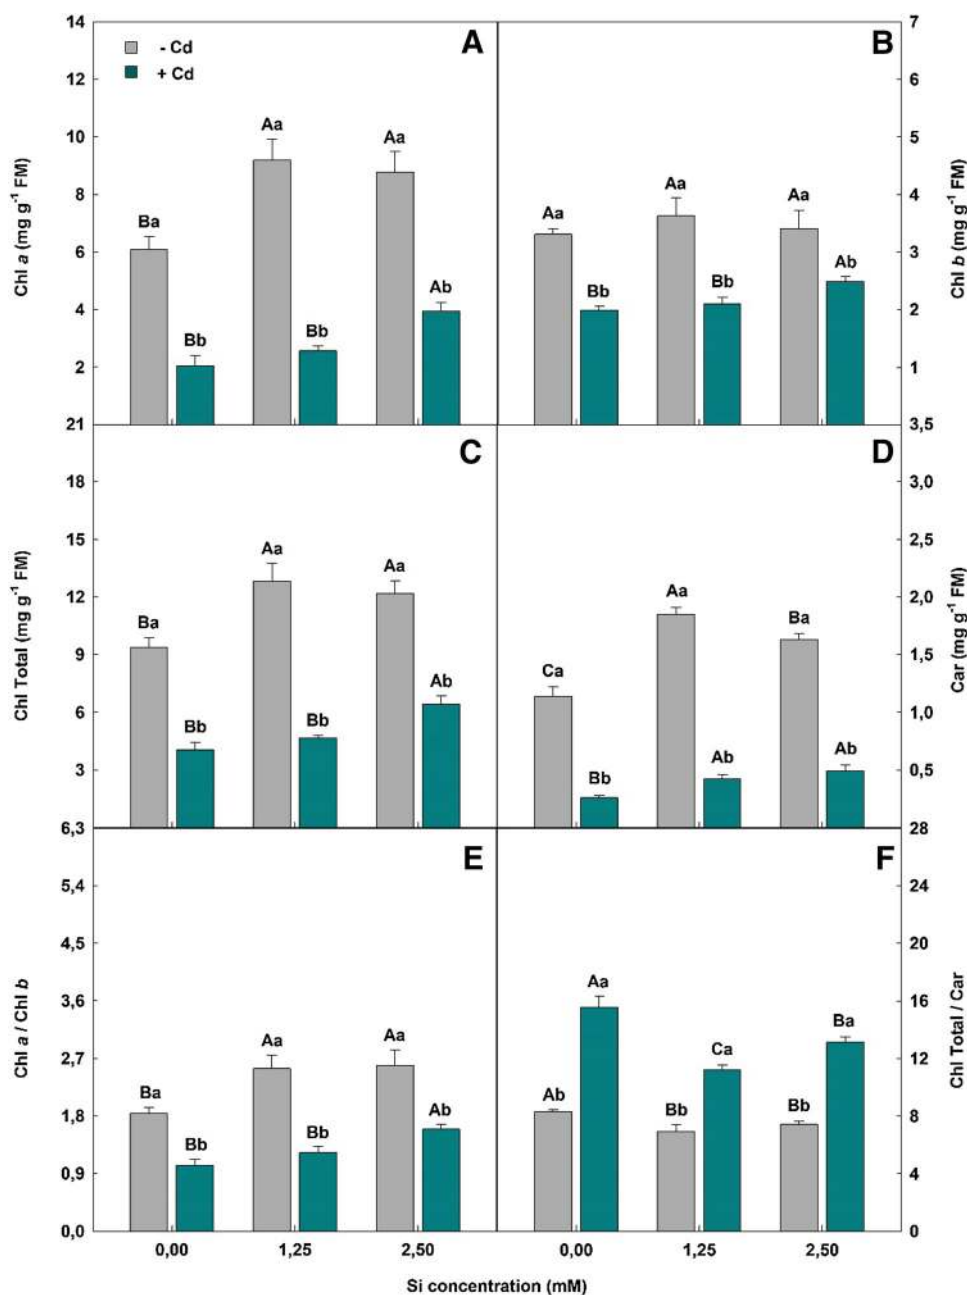 14
A
- Cd
+ Cd
12
10
8
6
4
2
21
Chl a (mg g-1 FM)
Ba
Bb
Aa
Bb
Aa
Ab
B
7
6
5
4
3
2
1
3,5
Chl b (mg g-1 FM)
Aa
Bb
Aa
Bb
Aa
Ab
C
18
15
12
9
6
3
6,3
Chl Total (mg g-1 FM)
Ba
Bb
Aa
Bb
Aa
Ab
D
3,0
2,5
2,0
1,5
1,0
0,5
28
Car (mg g-1 FM)
Ca
Bb
Aa
Ab
Ba
Ab
E
5,4
4,5
3,6
2,7
1,8
0,9
0,0
Chl a / Chl b
Ba
Bb
Aa
Bb
Aa
Ab
F
24
20
16
12
8
4
0
Chl Total / Car
Ab
Aa
Bb
Ca
Bb
Ba
0,00 1,25 2,50 0,00 1,25 2,50
Si concentration (mM)